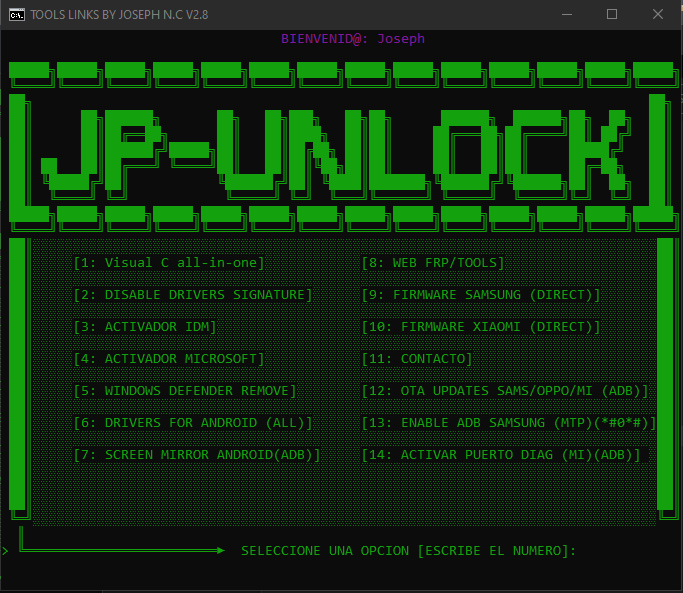 TOOLS LINKS BY JOSEPH N.C V2.8
BIENVENID@: Joseph
JP-UNLOCK
[1: Visual C all-in-one] [8: WEB FRP/TOOLS]
[2: DISABLE DRIVERS SIGNATURE] [9: FIRMWARE SAMSUNG (DIRECT)]
[3: ACTIVADOR IDM] [10: FIRMWARE XIAOMI (DIRECT)]
[4: ACTIVADOR MICROSOFT] [11: CONTACTO]
[5: WINDOWS DEFENDER REMOVE] [12: OTA UPDATES SAMS/OPPO/MI (ADB)]
[6: DRIVERS FOR ANDROID (ALL)] [13: ENABLE ADB SAMSUNG (MTP)(*#0*#)]
[7: SCREEN MIRROR ANDROID(ADB)] [14: ACTIVAR PUERTO DIAG (MI)(ADB)]
> SELECCIONE UNA OPCION [ESCRIBE EL NUMERO]: